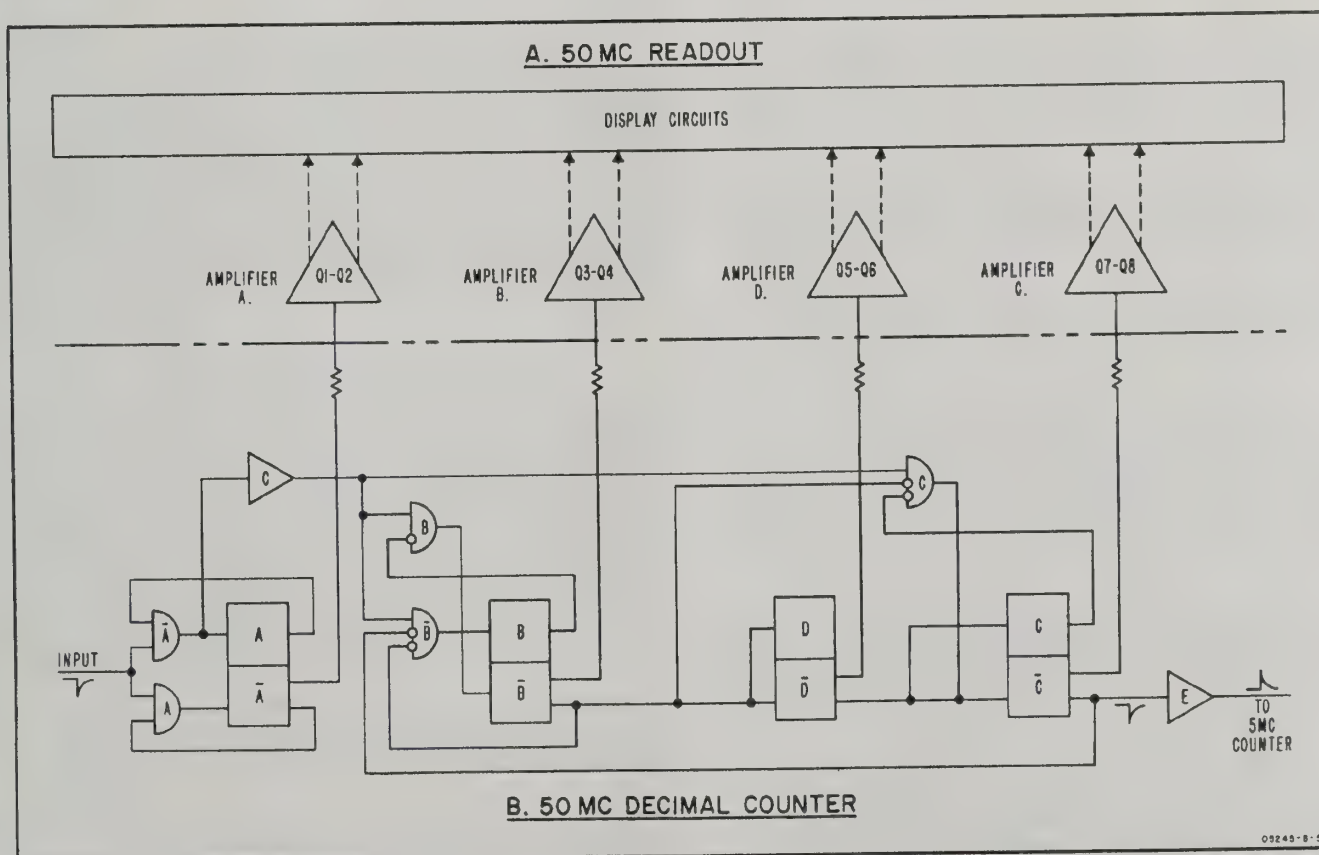 A. 50 MC READOUT
DISPLAY CIRCUITS
AMPLIFIER
A.
Q1-Q2
AMPLIFIER
B.
Q3-Q4
AMPLIFIER
D.
Q5-Q6
AMPLIFIER
C.
Q7-Q8
C
C
B
B̅
A̅
A
A
A̅
INPUT
B
B̅
D
D̅
C
C̅
E
TO
5MC
COUNTER
B. 50 MC DECIMAL COUNTER